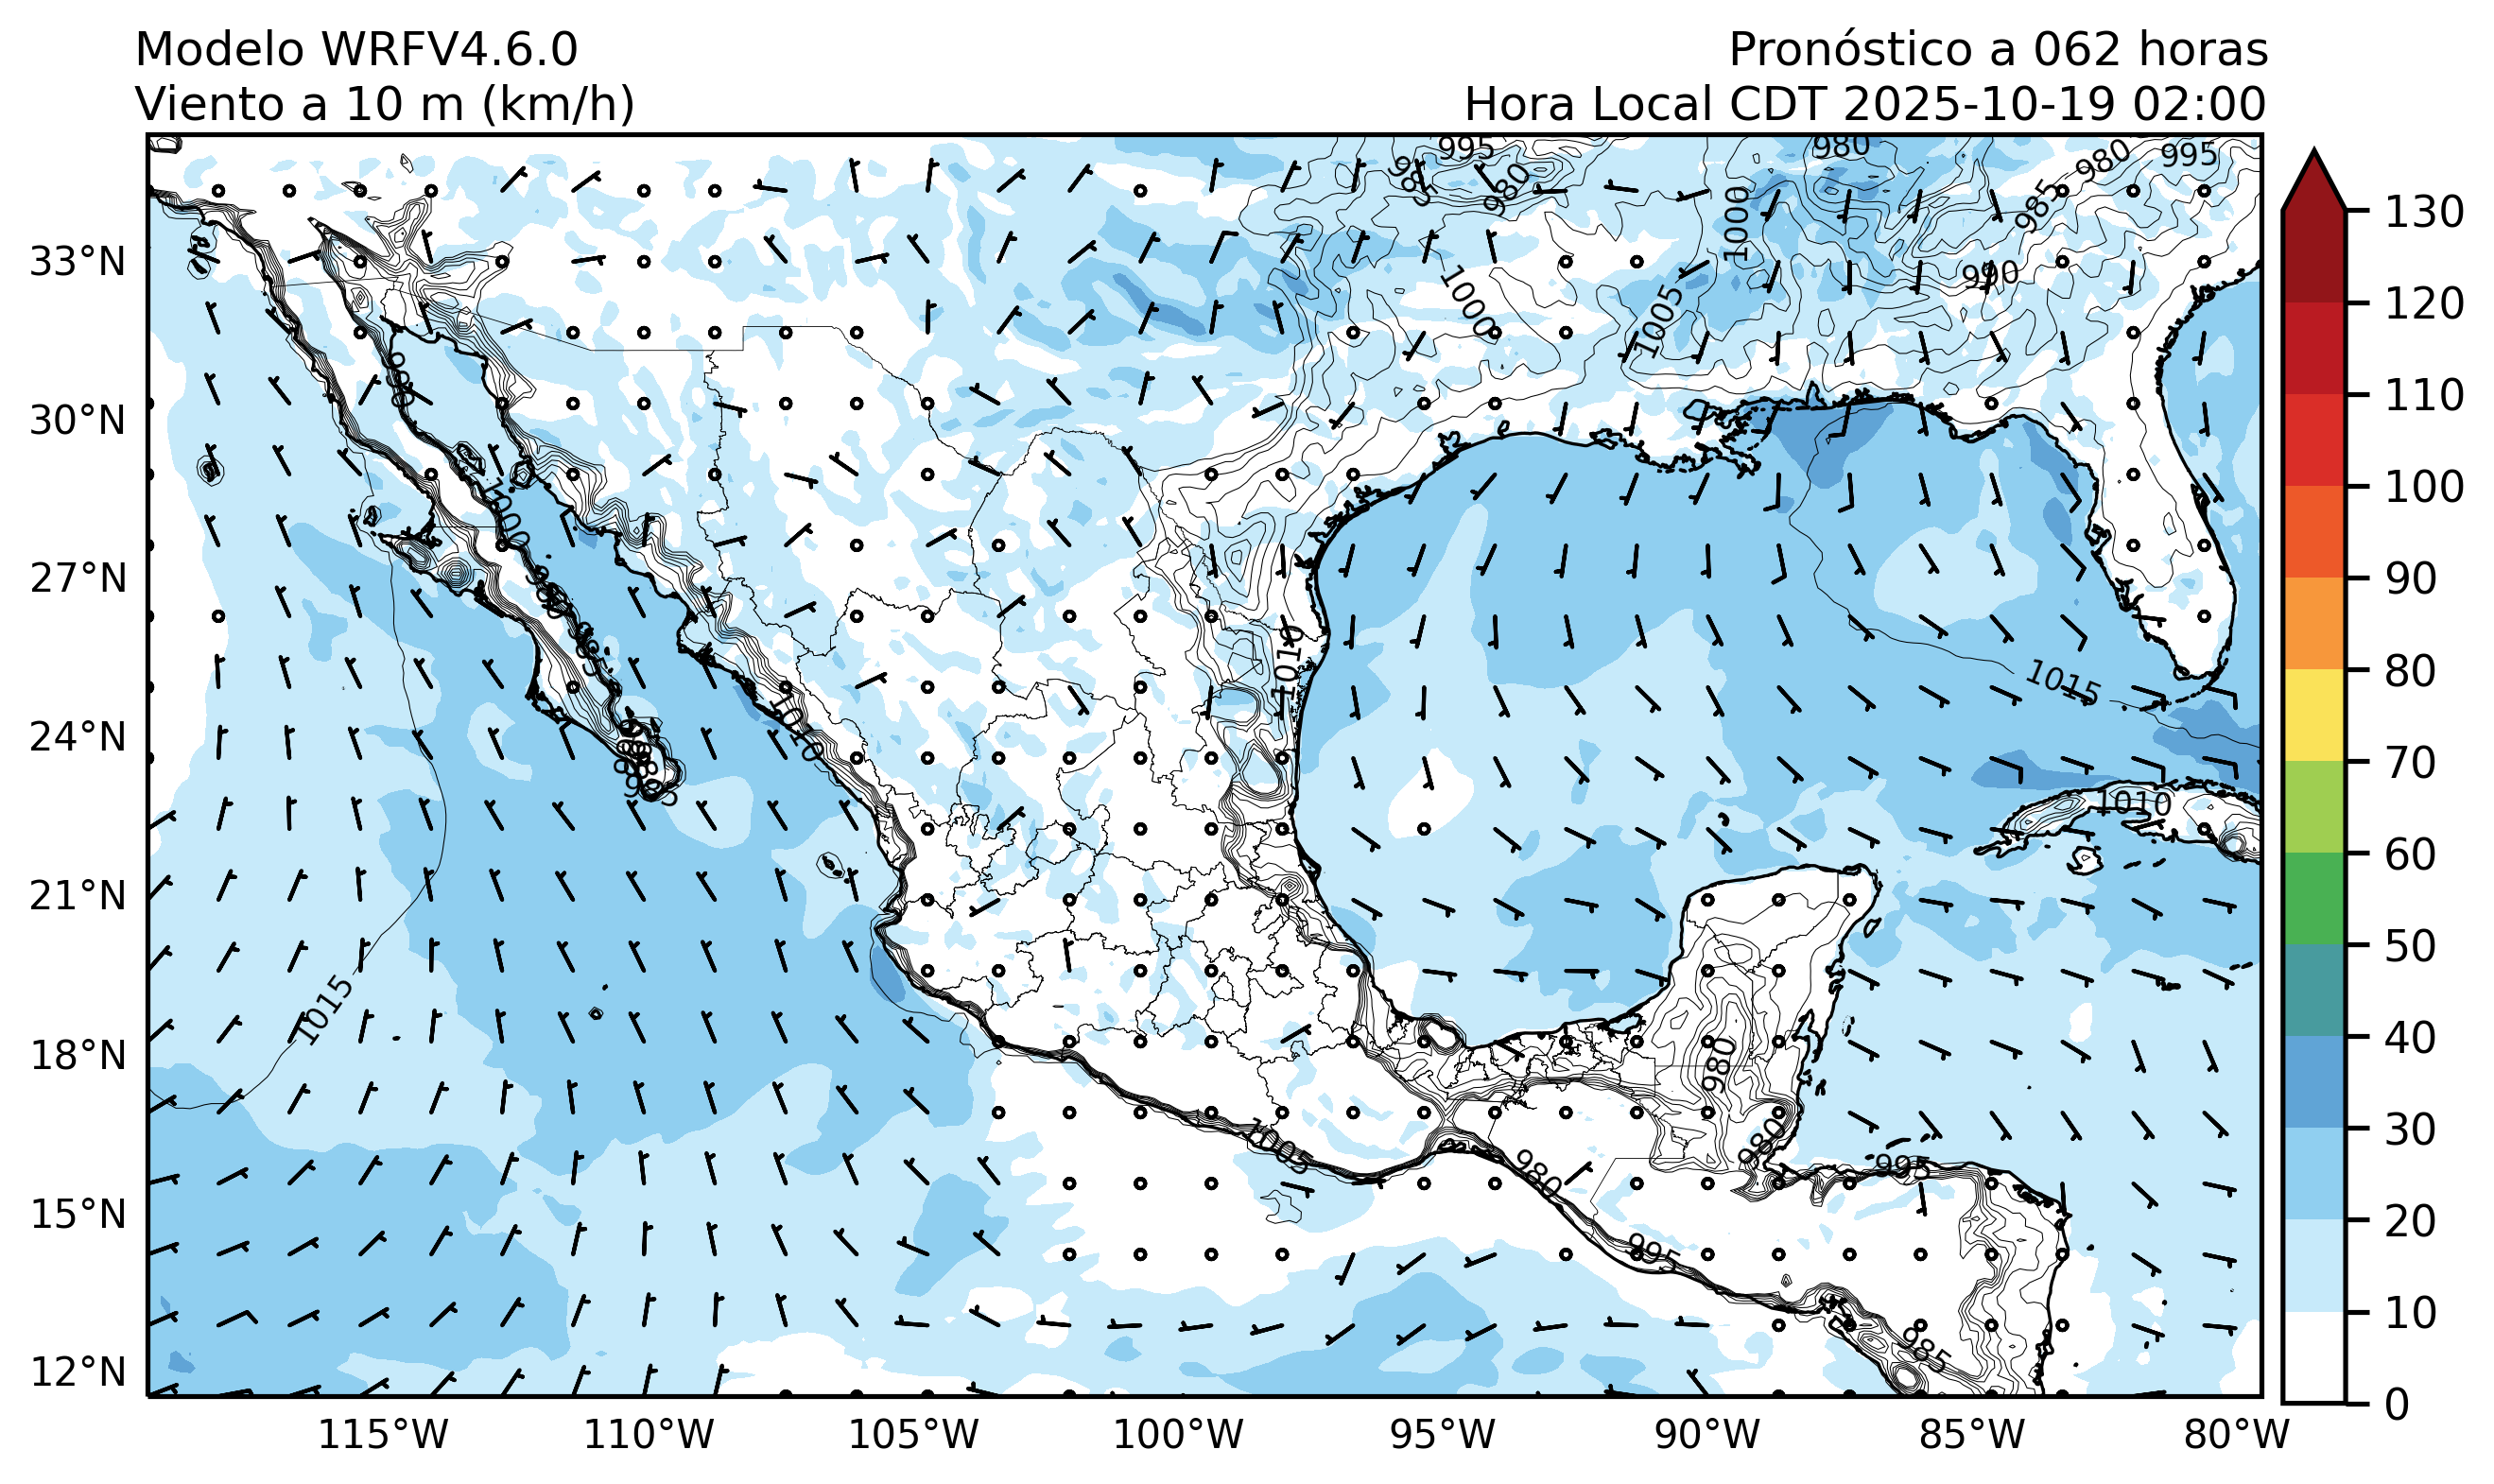 Modelo WRFV4.6.0
Pronóstico a 062 horas
Viento a 10 m (km/h)
Hora Local CDT 2025-10-19 02:00
995
980
995
985
980
980
985
1000
990
1000
1005
990
1000
1010
1015
1010
1010
1015
980
980
1005
980
995
995
985
33°N
30°N
27°N
24°N
21°N
18°N
15°N
12°N
115°W
110°W
105°W
100°W
95°W
90°W
85°W
80°W
130
120
110
100
90
80
70
60
50
40
30
20
10
0